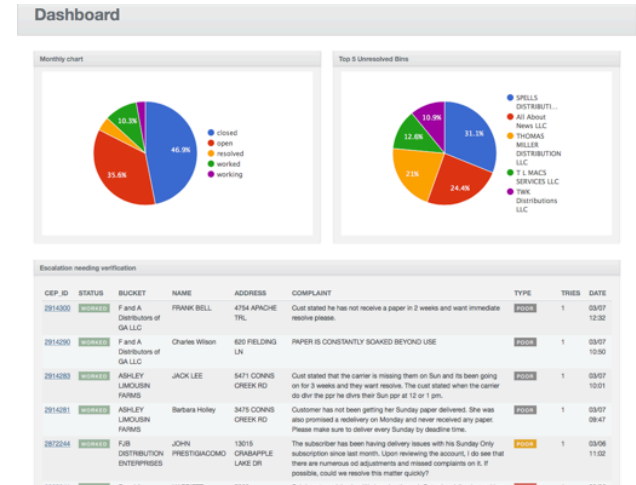 Dashboard
Monthly chart
Top 5 Unresolved Bins
10.3%
46.9%
35.6%
closed
open
resolved
worked
working
10.9%
31.1%
12.6%
21%
24.4%
SPELLS
DISTRIBUTI...
All About
News LLC
THOMAS
MILLER
DISTRIBUTION
LLC
T L MACS
SERVICES LLC
TWK
Distributions
LLC
Escalation needing verification
CEP_ID STATUS BUCKET NAME ADDRESS COMPLAINT TYPE TRIES DATE
2914300 WORKED F and A FRANK BELL 4754 APACHE Cust stated he has not receive a paper in 2 weeks and want immediate POOR 1 03/07
Distributors of TRL resolve please. 12:32
GA LLC
2914290 WORKED F and A Charles Wilson 620 FIELDING PAPER IS CONSTANTLY SOAKED BEYOND USE POOR 1 03/07
Distributors of LN 10:50
GA LLC
2914283 WORKED ASHLEY JACK LEE 5471 CONNS Cust stated that the carrier is missing them on Sun and its been going POOR 1 03/07
LIMOUSIN CREEK RD on for 3 weeks and they want resolve. The cust stated when the carrier 10:01
FARMS do divr the ppr he divrs their Sun ppr at 12 or 1 pm.
2914281 WORKED ASHLEY Barbara Holley 3475 CONNS Customer has not been getting her Sunday paper delivered. She was POOR 1 03/07
LIMOUSIN CREEK RD also promised a redelivery on Monday and never received any paper. 09:47
FARMS Please make sure to deliver every Sunday by deadline time.
2872244 WORKED FJB JOHN 13015 The subscriber has been having delivery issues with his Sunday Only POOR 1 03/06
DISTRIBUTION PRESTIGIACOMO CRABAPPLE subscription since last month. Upon reviewing the account, I do see that 11:02
ENTERPRISES LAKE DR there are numerous od adjustments and missed complaints on it. If
possible, could we resolve this matter quickly?